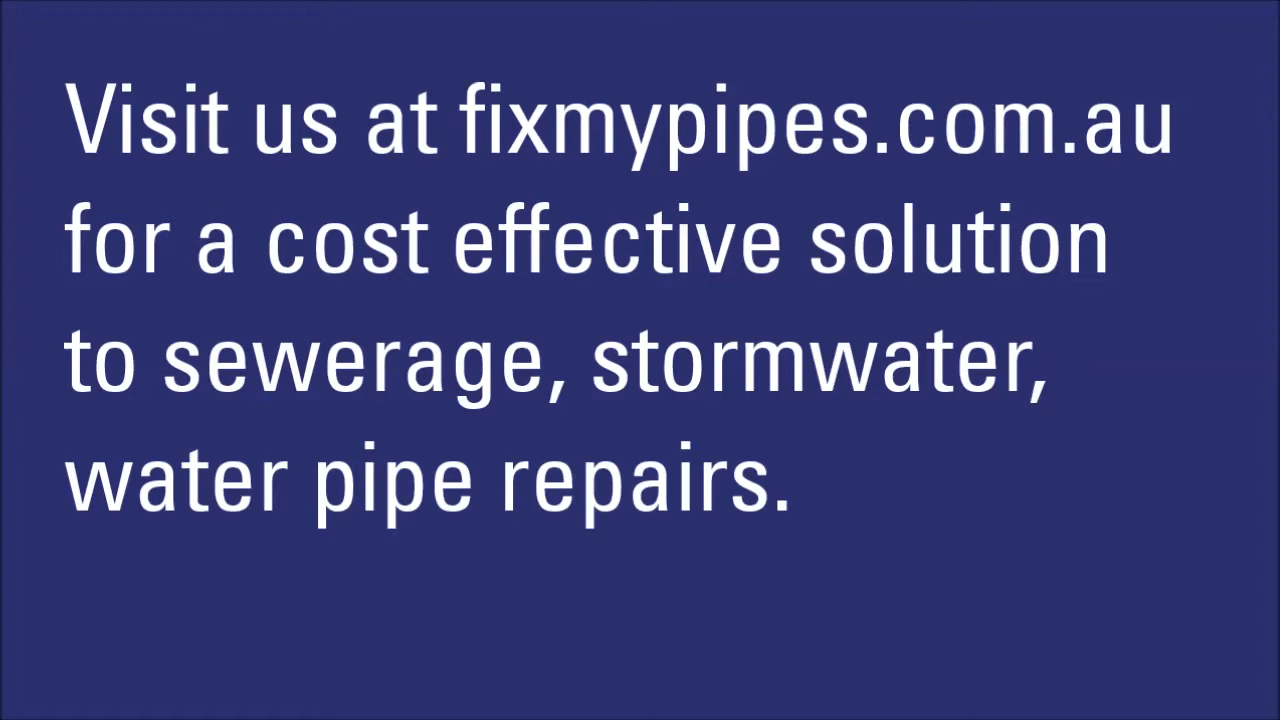 Visit us at fixmypipes.com.au
for a cost effective solution
to sewerage, stormwater,
water pipe repairs.